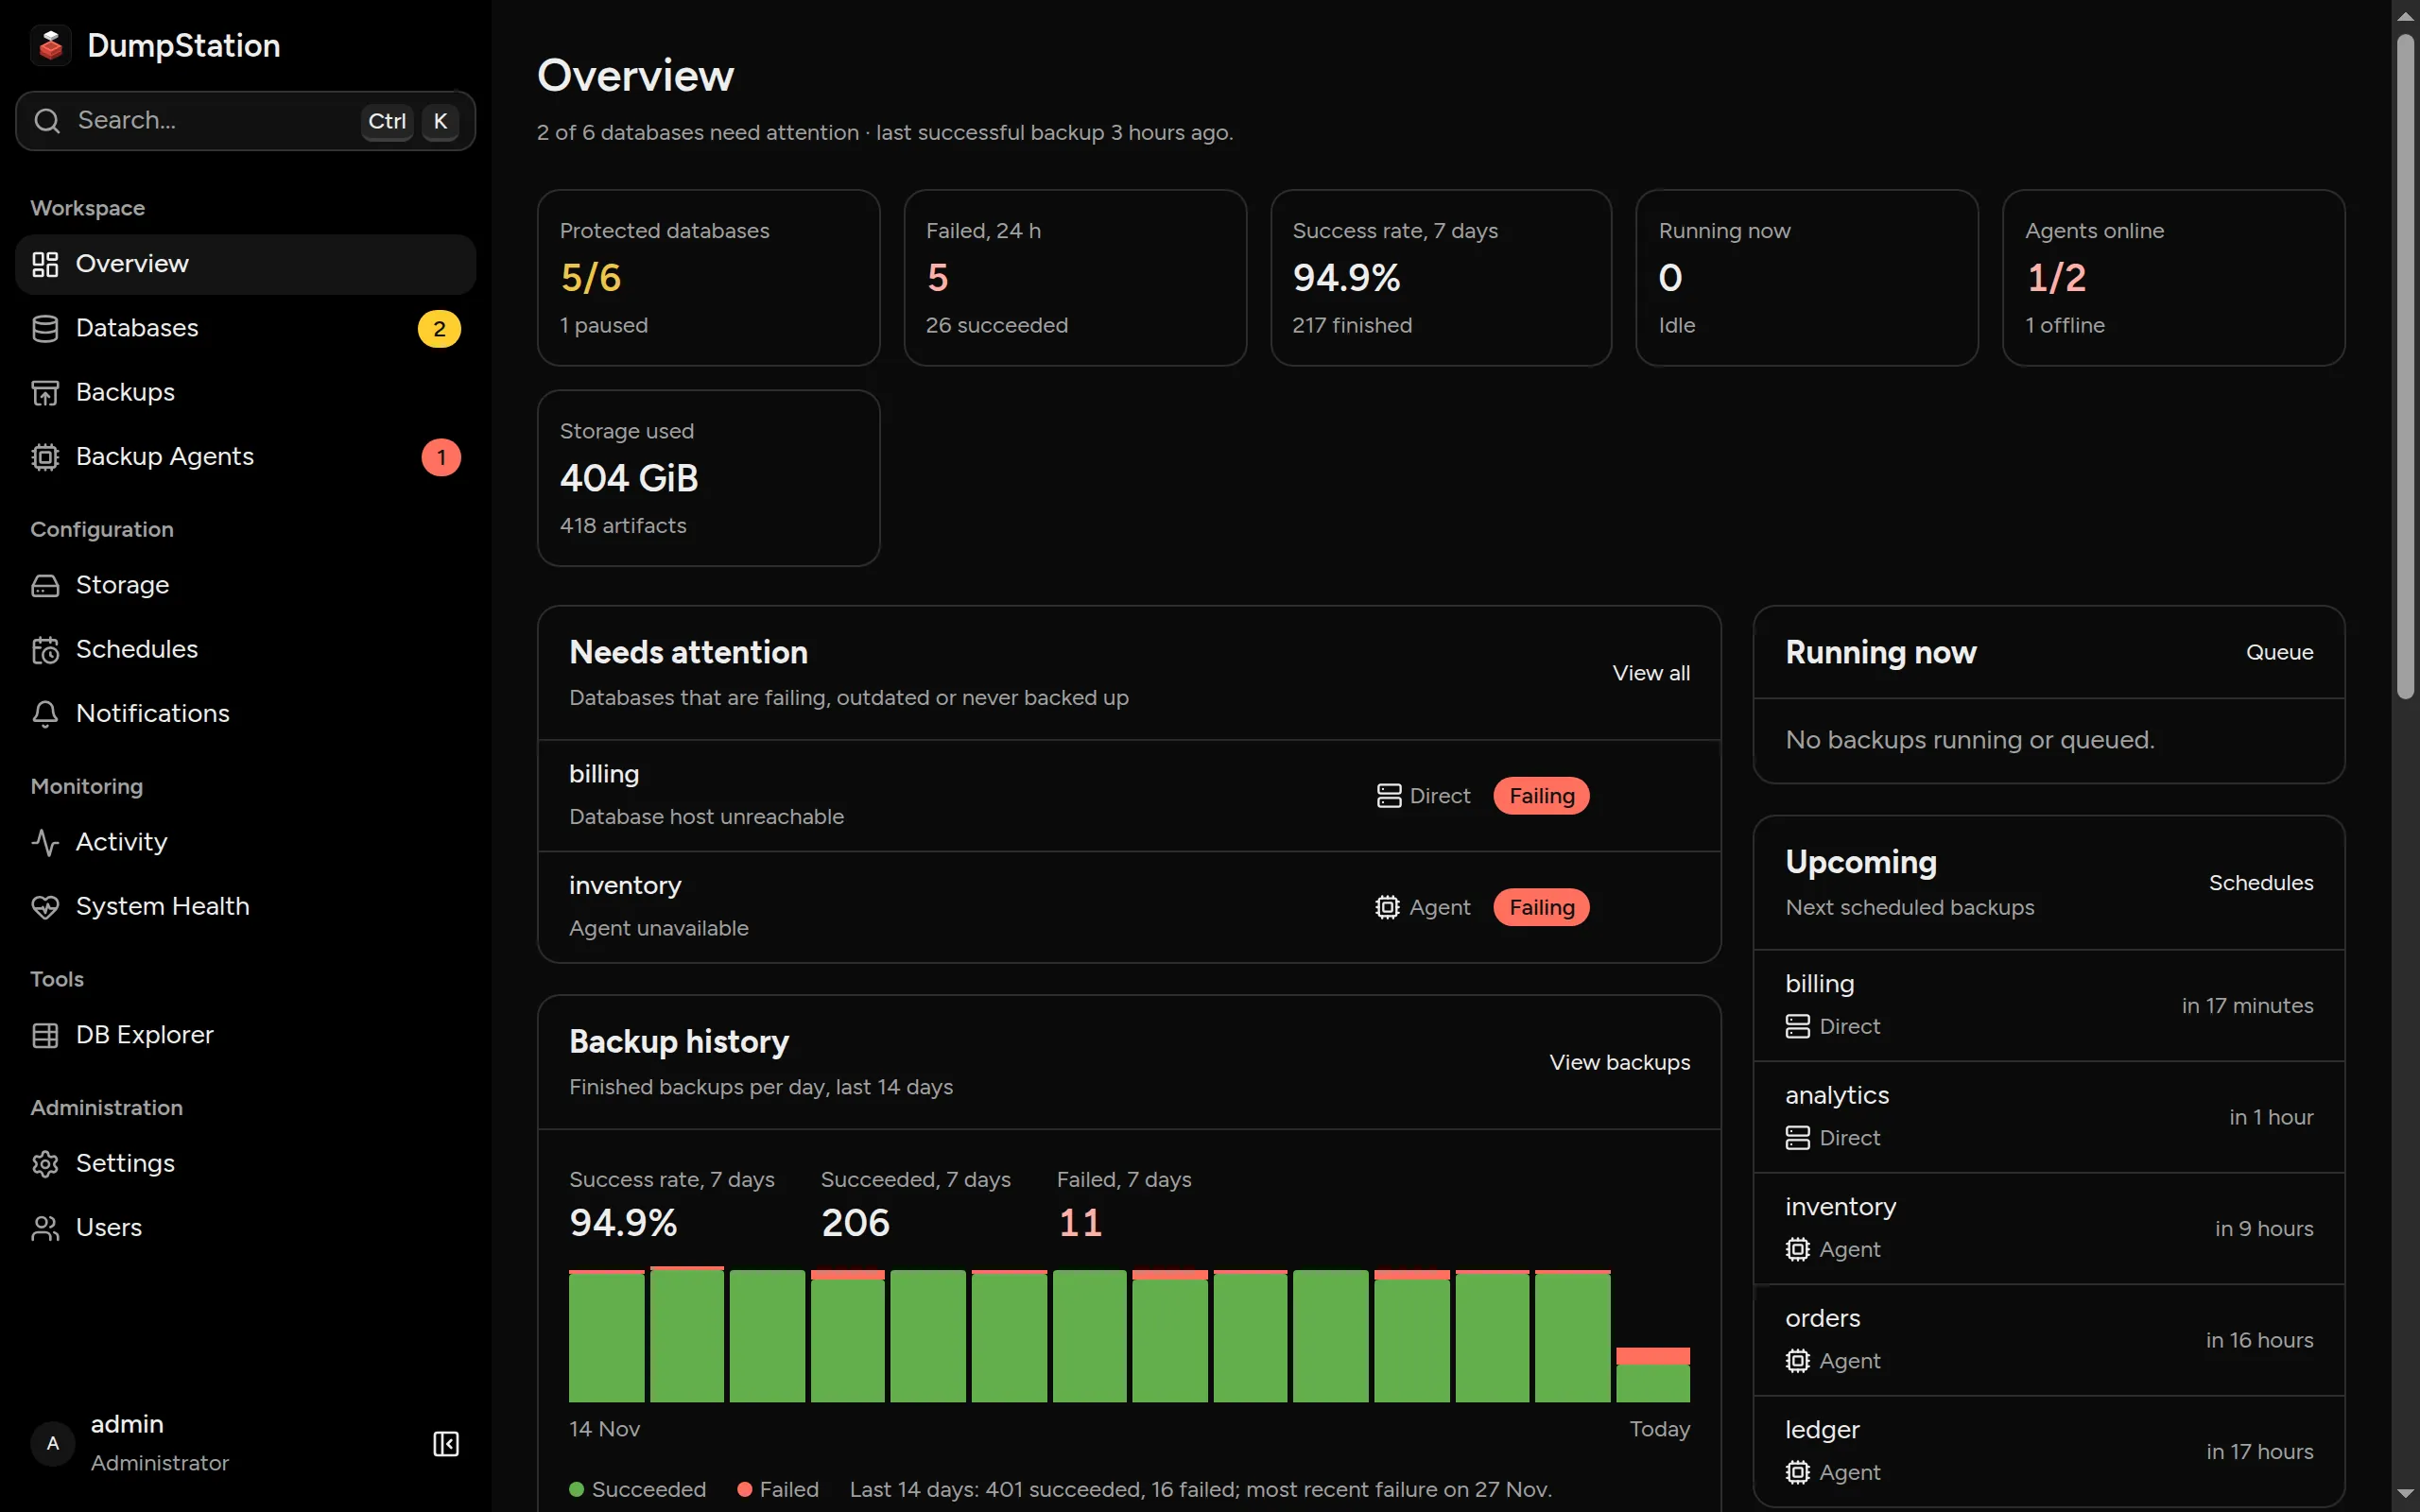 DumpStation
Search...
Ctrl K
Workspace
Overview
Databases 2
Backups
Backup Agents 1
Configuration
Storage
Schedules
Notifications
Monitoring
Activity
System Health
Tools
DB Explorer
Administration
Settings
Users
A
admin
Administrator
Overview
2 of 6 databases need attention · last successful backup 3 hours ago.
Protected databases
5/6
1 paused
Failed, 24 h
5
26 succeeded
Success rate, 7 days
94.9%
217 finished
Running now
0
Idle
Agents online
1/2
1 offline
Storage used
404 GiB
418 artifacts
Needs attention
Databases that are failing, outdated or never backed up
View all
billing
Database host unreachable
Direct Failing
inventory
Agent unavailable
Agent Failing
Backup history
Finished backups per day, last 14 days
View backups
Success rate, 7 days
94.9%
Succeeded, 7 days
206
Failed, 7 days
11
14 Nov Today
Succeeded Failed Last 14 days: 401 succeeded, 16 failed; most recent failure on 27 Nov.
Running now
Queue
No backups running or queued.
Upcoming
Next scheduled backups
Schedules
billing
Direct
in 17 minutes
analytics
Direct
in 1 hour
inventory
Agent
in 9 hours
orders
Agent
in 16 hours
ledger
Agent
in 17 hours